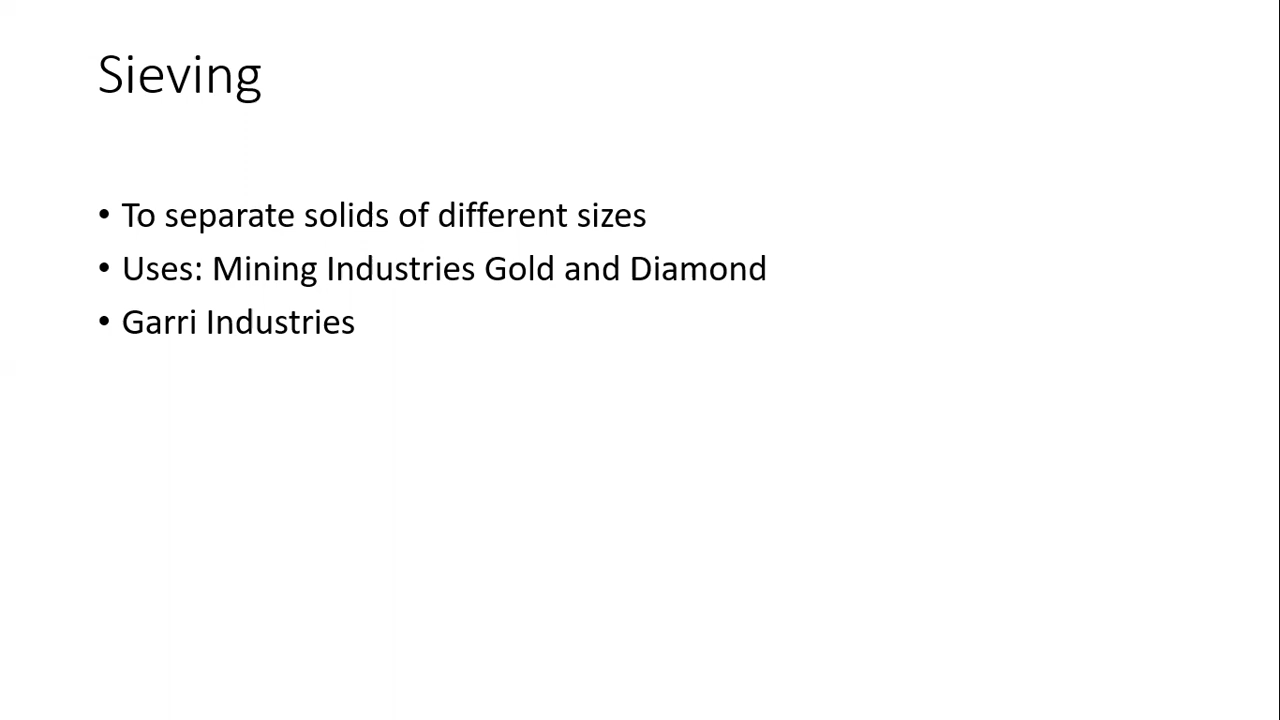 Sieving
• To separate solids of different sizes
• Uses: Mining Industries Gold and Diamond
• Garri Industries